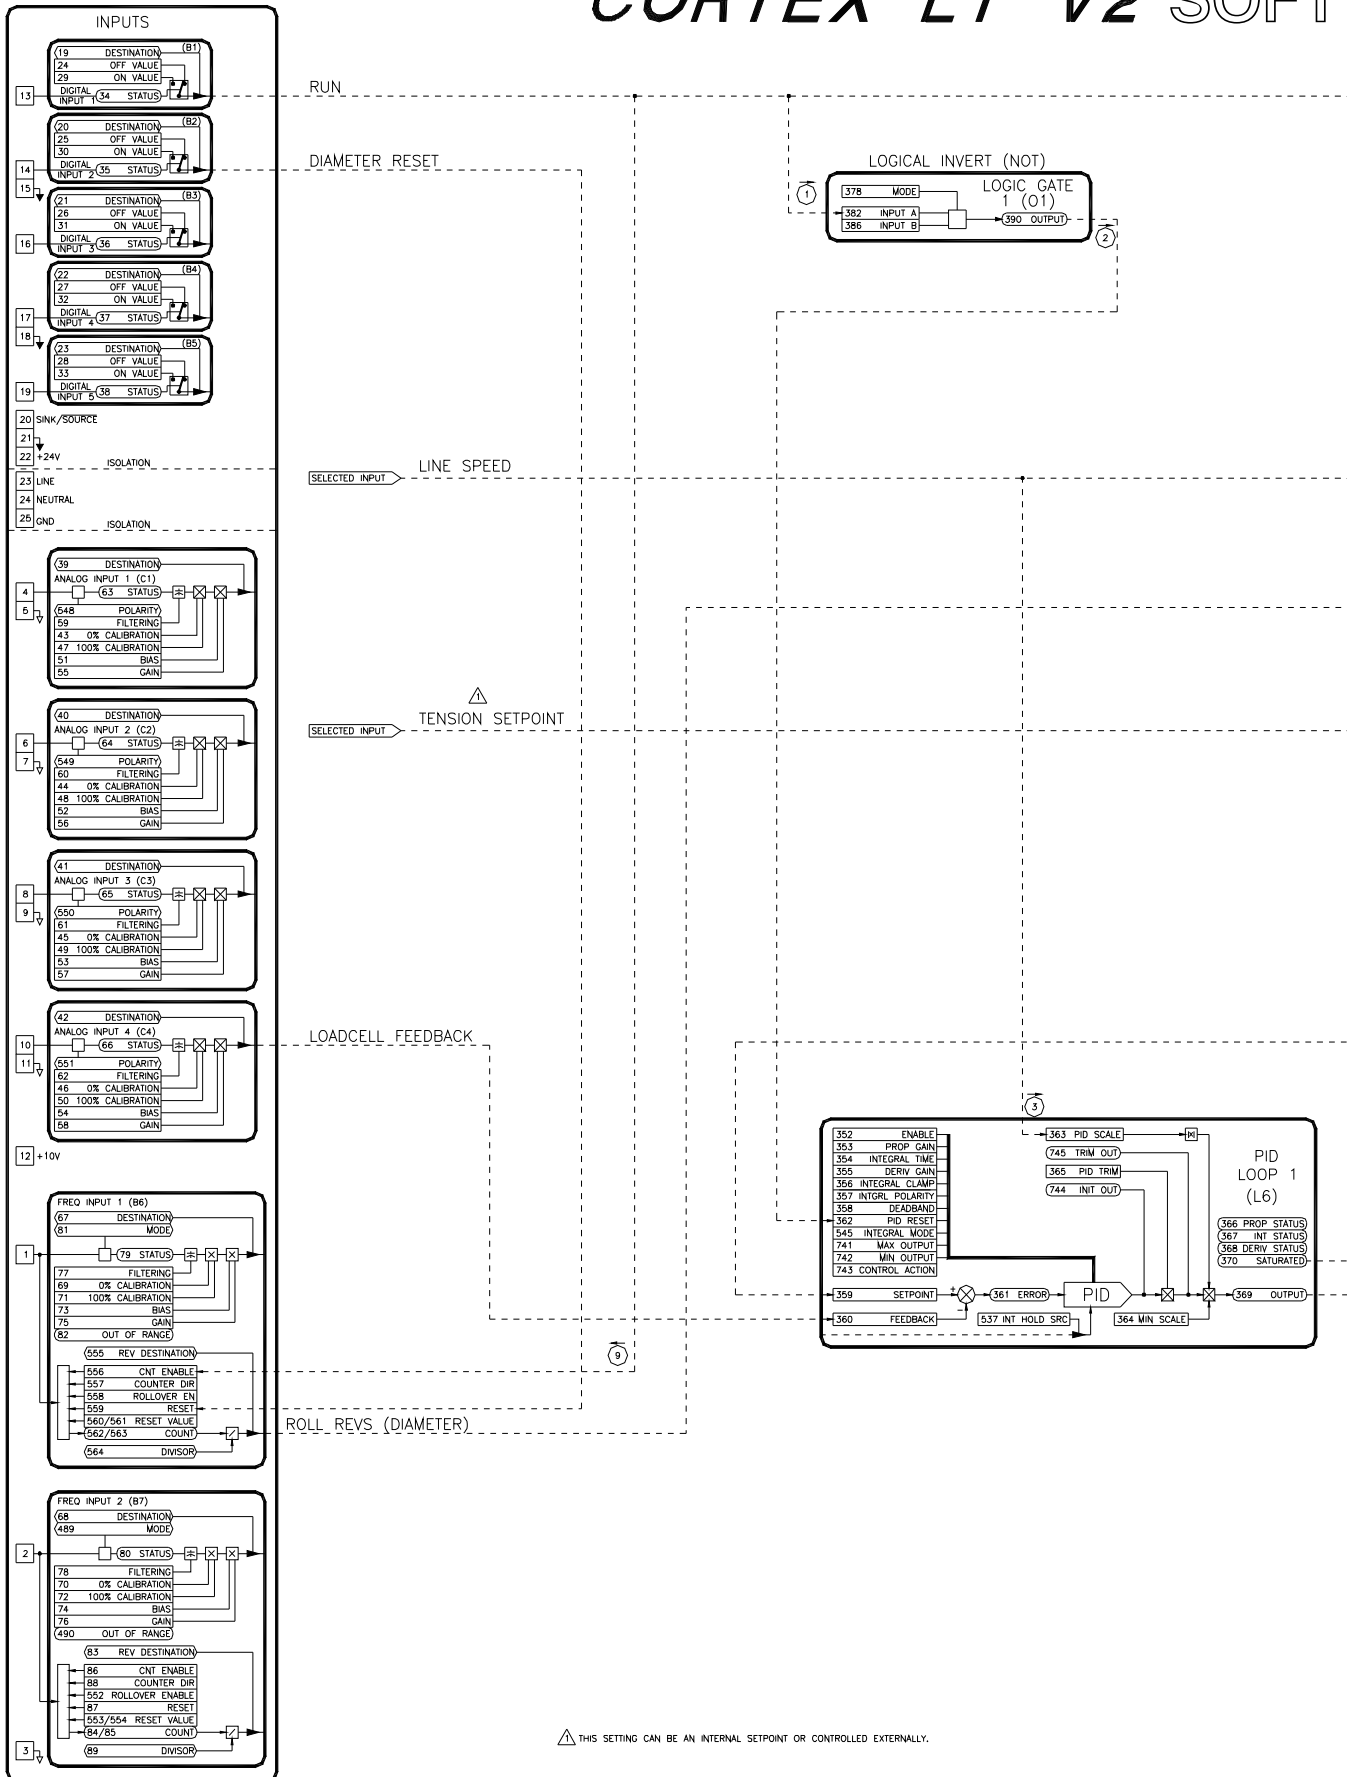 CORTEX LT V2 SOFT
INPUTS
19 DESTINATION (B1)
24 OFF VALUE
29 ON VALUE
13 DIGITAL INPUT 1 34 STATUS
RUN
20 DESTINATION (B2)
25 OFF VALUE
30 ON VALUE
14 DIGITAL INPUT 2 35 STATUS
DIAMETER RESET
15
21 DESTINATION (B3)
26 OFF VALUE
31 ON VALUE
16 DIGITAL INPUT 3 36 STATUS
22 DESTINATION (B4)
27 OFF VALUE
32 ON VALUE
17 DIGITAL INPUT 4 37 STATUS
18
23 DESTINATION (B5)
28 OFF VALUE
33 ON VALUE
19 DIGITAL INPUT 5 38 STATUS
20 SINK/SOURCE
21
22 +24V
ISOLATION
23 LINE
24 NEUTRAL
25 GND
ISOLATION
LOGICAL INVERT (NOT)
1
378 MODE
LOGIC GATE
1 (O1)
382 INPUT A
386 INPUT B
390 OUTPUT
2
SELECTED INPUT LINE SPEED
39 DESTINATION
ANALOG INPUT 1 (C1)
4 63 STATUS
5
548 POLARITY
59 FILTERING
43 0% CALIBRATION
47 100% CALIBRATION
51 BIAS
55 GAIN
1
SELECTED INPUT TENSION SETPOINT
40 DESTINATION
ANALOG INPUT 2 (C2)
6 64 STATUS
7
549 POLARITY
60 FILTERING
44 0% CALIBRATION
48 100% CALIBRATION
52 BIAS
56 GAIN
41 DESTINATION
ANALOG INPUT 3 (C3)
8 65 STATUS
9
550 POLARITY
61 FILTERING
45 0% CALIBRATION
49 100% CALIBRATION
53 BIAS
57 GAIN
42 DESTINATION
ANALOG INPUT 4 (C4)
10 66 STATUS
LOADCELL FEEDBACK
11
551 POLARITY
62 FILTERING
46 0% CALIBRATION
50 100% CALIBRATION
54 BIAS
58 GAIN
12 +10V
3
352 ENABLE
353 PROP GAIN
354 INTEGRAL TIME
355 DERIV GAIN
356 INTEGRAL CLAMP
357 INTGRL POLARITY
358 DEADBAND
362 PID RESET
545 INTEGRAL MODE
741 MAX OUTPUT
742 MIN OUTPUT
743 CONTROL ACTION
363 PID SCALE
745 TRIM OUT
365 PID TRIM
744 INIT OUT
PID
LOOP 1
(L6)
366 PROP STATUS
367 INT STATUS
368 DERIV STATUS
370 SATURATED
359 SETPOINT + -
361 ERROR
PID
369 OUTPUT
360 FEEDBACK
537 INT HOLD SRC
364 MIN SCALE
FREQ INPUT 1 (B6)
67 DESTINATION
81 MODE
1 79 STATUS
77 FILTERING
69 0% CALIBRATION
71 100% CALIBRATION
73 BIAS
75 GAIN
82 OUT OF RANGE
555 REV DESTINATION
556 CNT ENABLE
557 COUNTER DIR
558 ROLLOVER EN
559 RESET
560/561 RESET VALUE
562/563 COUNT
564 DIVISOR
9
ROLL REVS (DIAMETER)
FREQ INPUT 2 (B7)
68 DESTINATION
489 MODE
2 80 STATUS
78 FILTERING
70 0% CALIBRATION
72 100% CALIBRATION
74 BIAS
76 GAIN
490 OUT OF RANGE
83 REV DESTINATION
86 CNT ENABLE
88 COUNTER DIR
552 ROLLOVER ENABLE
87 RESET
553/554 RESET VALUE
84/85 COUNT
3 89 DIVISOR
1 THIS SETTING CAN BE AN INTERNAL SETPOINT OR CONTROLLED EXTERNALLY.